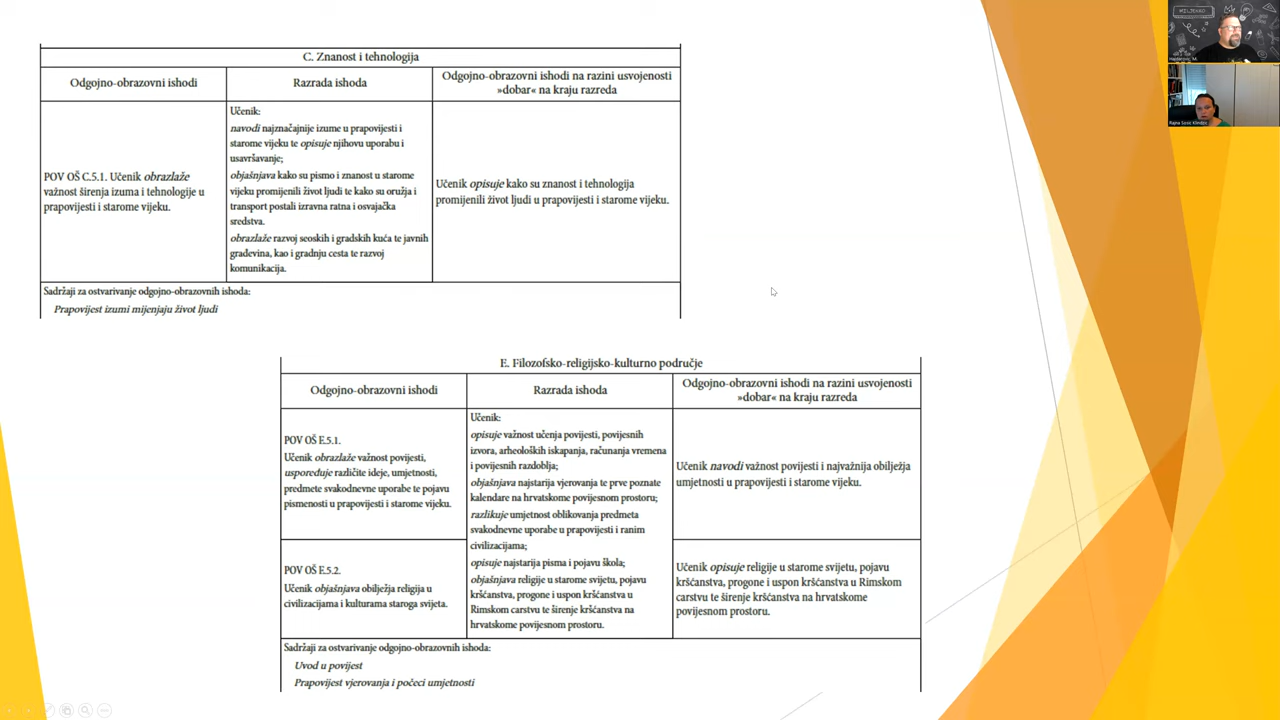 C. Znanost i tehnologija
Odgojno-obrazovni ishodi
Razrada ishoda
Odgojno-obrazovni ishodi na razini usvojenosti
»dobar« na kraju razreda
POV OŠ C.5.1. Učenik obrazlaže
važnost širenja izuma i tehnologije u
prapovijesti i starome vijeku.
Učenik:
navodi najznačajnije izume u prapovijesti i
starome vijeku te opisuje njihovu uporabu i
usavršavanje;
objašnjava kako su pismo i znanost u starome
vijeku promijenili život ljudi te kako su oružja i
transport postali izravna ratna i osvajačka
sredstva.
obrazlaže razvoj seoskih i gradskih kuća te javnih
građevina, kao i gradnju cesta te razvoj
komunikacija.
Učenik opisuje kako su znanost i tehnologija
promijenili život ljudi u prapovijesti i starome vijeku.
Sadržaji za ostvarivanje odgojno-obrazovnih ishoda:
Prapovijest izumi mijenjaju život ljudi
E. Filozofsko-religijsko-kulturno područje
Odgojno-obrazovni ishodi
Razrada ishoda
Odgojno-obrazovni ishodi na razini usvojenosti
»dobar« na kraju razreda
POV OŠ E.5.1.
Učenik obrazlaže važnost povijesti,
uspoređuje različite ideje, umjetnosti,
predmete svakodnevne uporabe te pojavu
pismenosti u prapovijesti i starome vijeku.
POV OŠ E.5.2.
Učenik objašnjava obilježja religija u
civilizacijama i kulturama staroga svijeta.
Učenik:
opisuje važnost učenja povijesti, povijesnih
izvora, arheoloških iskapanja, računanja vremena
i povijesnih razdoblja;
objašnjava najstarija vjerovanja te prve poznate
kalendare na hrvatskome povijesnom prostoru;
razlikuje umjetnost oblikovanja predmeta
svakodnevne uporabe u prapovijesti i ranim
civilizacijama;
opisuje najstarija pisma i pojavu škola;
objašnjava religije u starome svijetu, pojavu
kršćanstva, progone i uspon kršćanstva u
Rimskom carstvu te širenje kršćanstva na
hrvatskome povijesnom prostoru.
Učenik navodi važnost povijesti i najvažnija obilježja
umjetnosti u prapovijesti i starome vijeku.
Učenik opisuje religije u starome svijetu, pojavu
kršćanstva, progone i uspon kršćanstva u Rimskom
carstvu te širenje kršćanstva na hrvatskome
povijesnom prostoru.
Sadržaji za ostvarivanje odgojno-obrazovnih ishoda:
Uvod u povijest
Prapovijest vjerovanja i počeci umjetnosti
MILJENKO